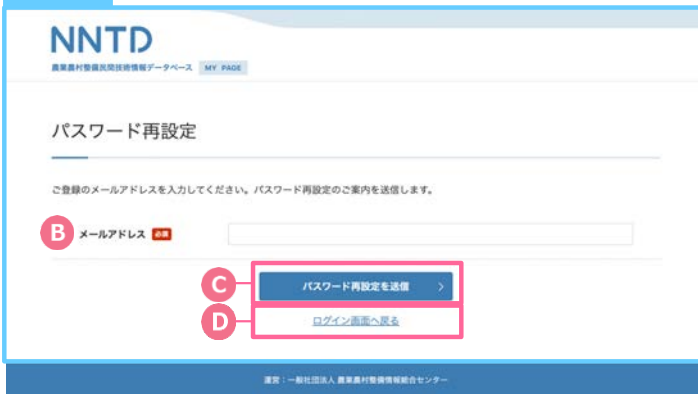 NNTD
農業農村整備民間技術情報データベース MY PAGE
パスワード再設定
ご登録のメールアドレスを入力してください。パスワード再設定のご案内を送信します。
B メールアドレス 必須
C パスワード再設定を送信
D ログイン画面へ戻る
運営：一般社団法人 農業農村整備情報総合センター